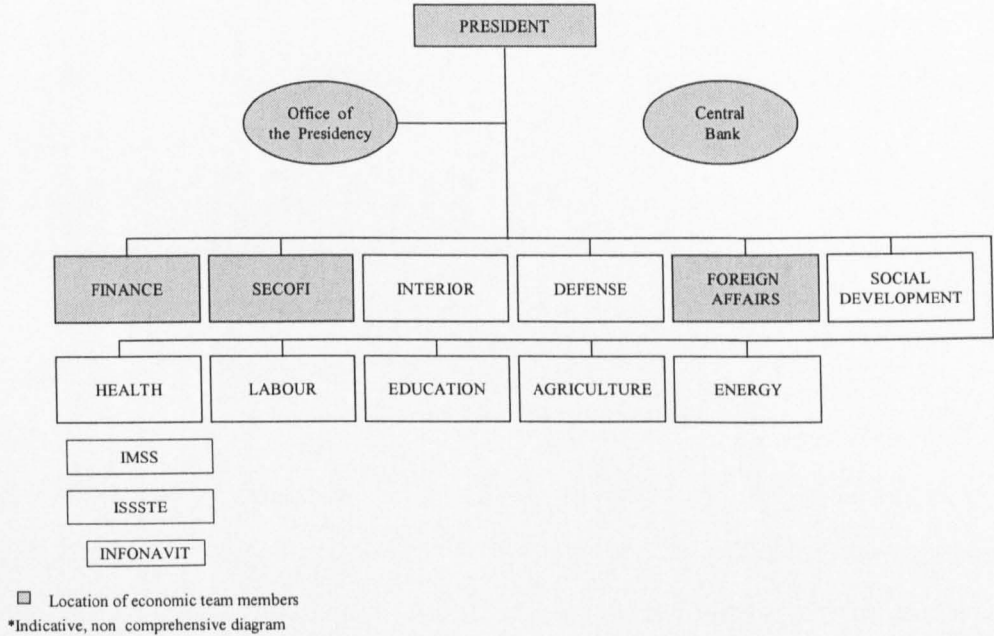 PRESIDENT
Office of
the Presidency
Central
Bank
FINANCE
SECOFI
INTERIOR
DEFENSE
FOREIGN
AFFAIRS
SOCIAL
DEVELOPMENT
HEALTH
LABOUR
EDUCATION
AGRICULTURE
ENERGY
IMSS
ISSSTE
INFONAVIT
Location of economic team members
*Indicative, non comprehensive diagram